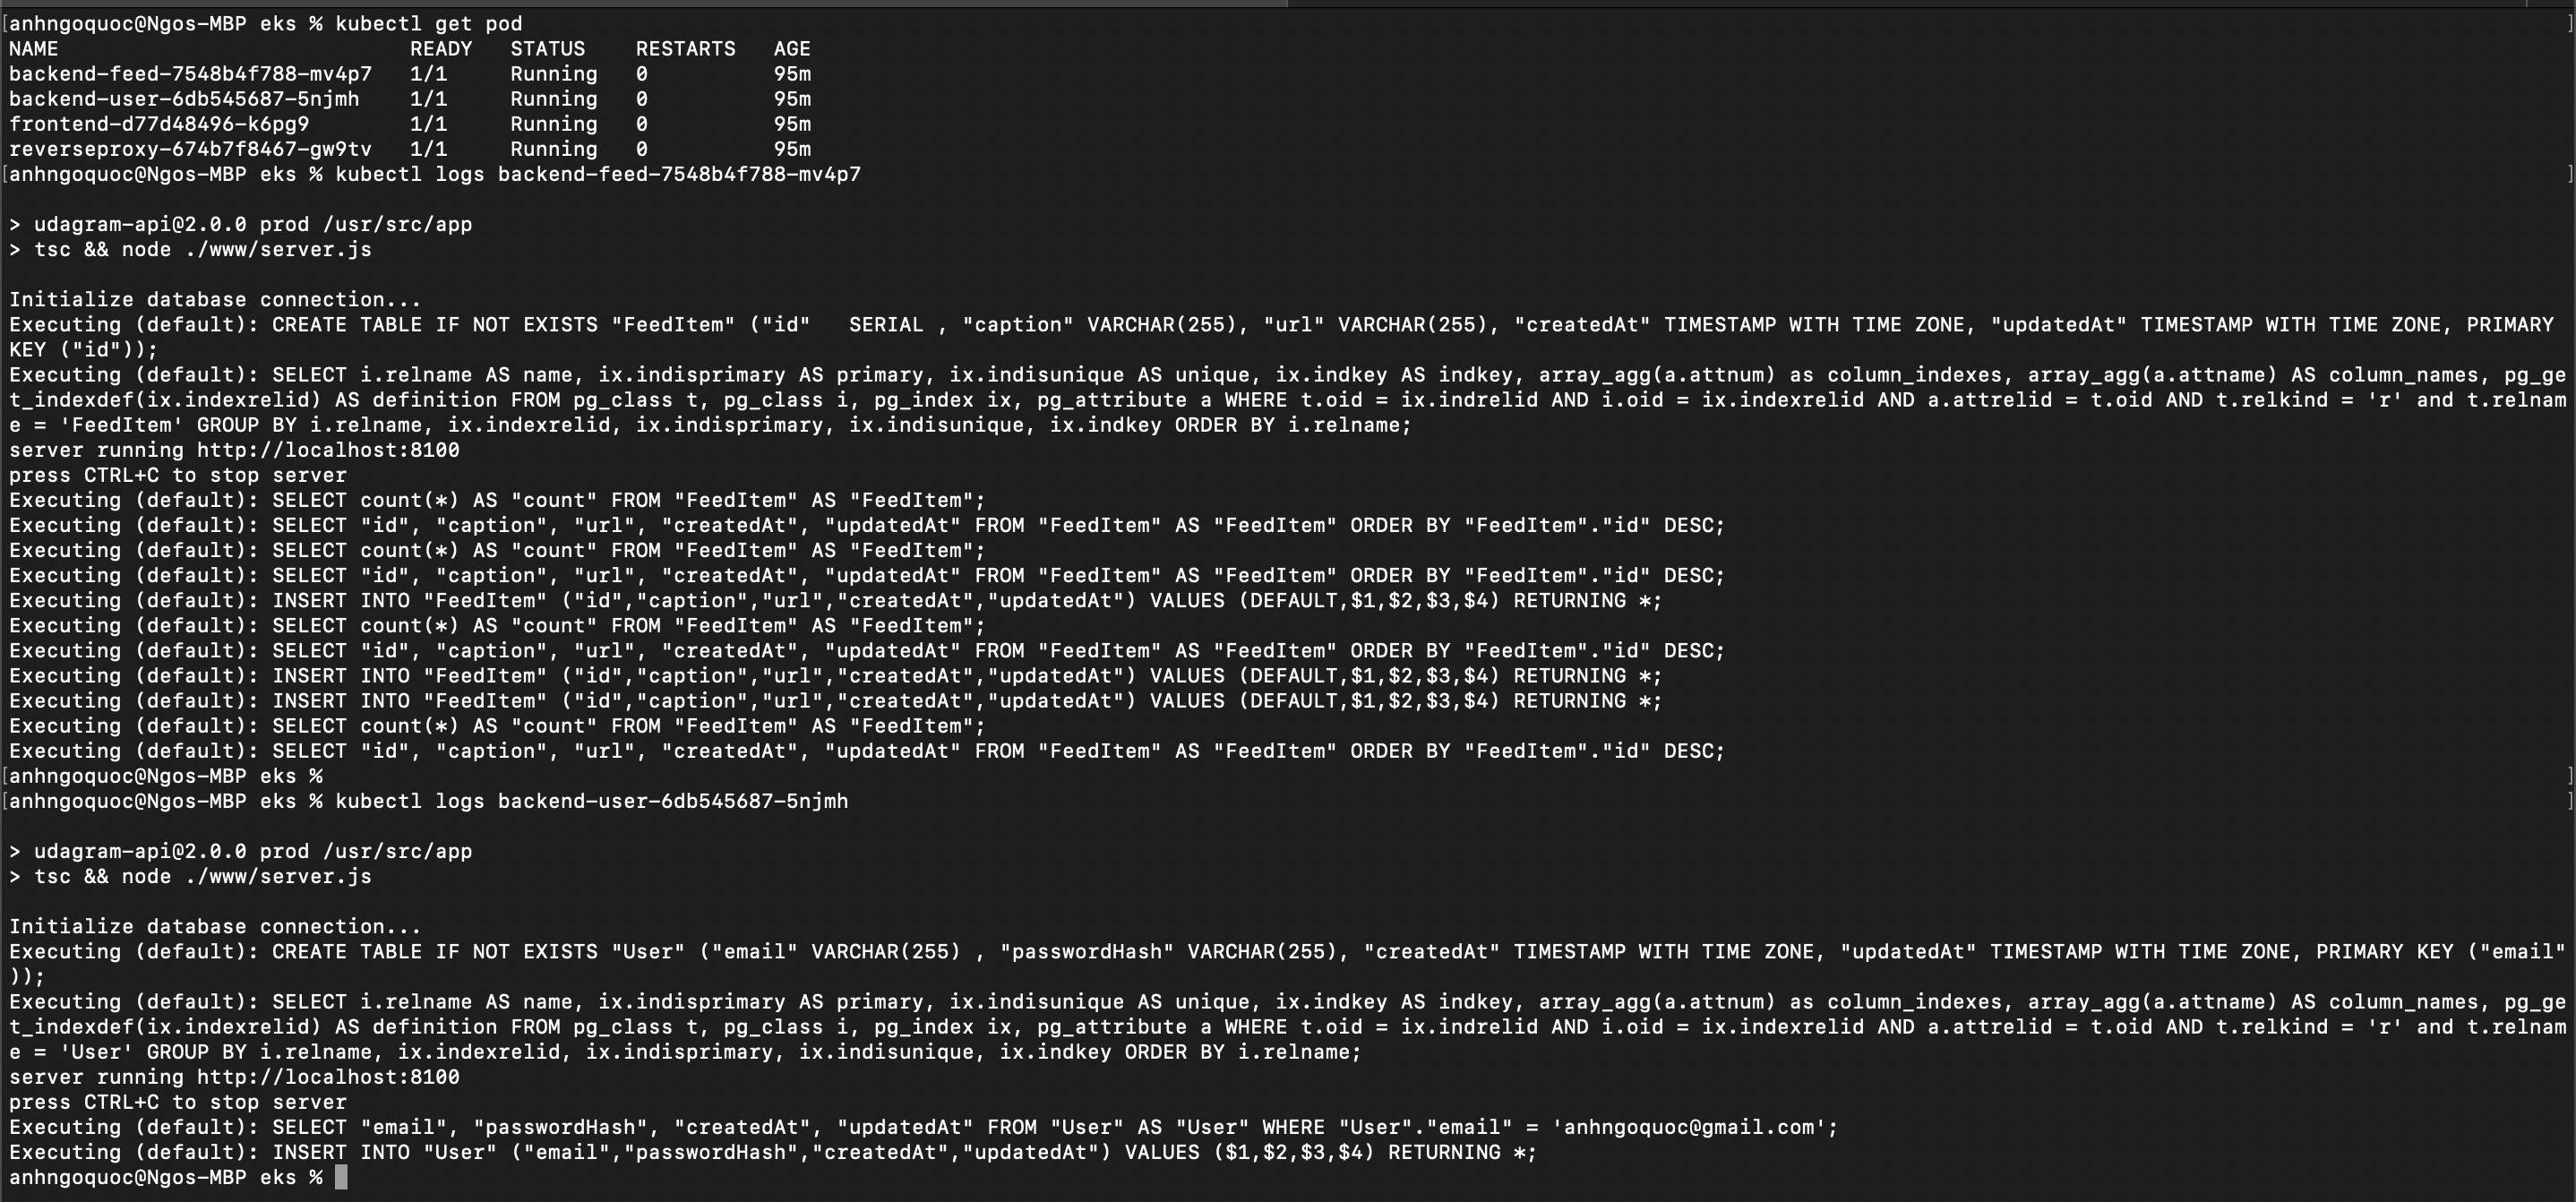 [anhngoquoc@Ngos-MBP eks % kubectl get pod ]
NAME                            READY   STATUS    RESTARTS   AGE
backend-feed-7548b4f788-mv4p7   1/1     Running   0          95m
backend-user-6db545687-5njmh    1/1     Running   0          95m
frontend-d77d48496-k6pg9        1/1     Running   0          95m
reverseproxy-674b7f8467-gw9tv   1/1     Running   0          95m
[anhngoquoc@Ngos-MBP eks % kubectl logs backend-feed-7548b4f788-mv4p7 ]
> udagram-api@2.0.0 prod /usr/src/app
> tsc && node ./www/server.js
Initialize database connection...
Executing (default): CREATE TABLE IF NOT EXISTS "FeedItem" ("id"   SERIAL , "caption" VARCHAR(255), "url" VARCHAR(255), "createdAt" TIMESTAMP WITH TIME ZONE, "updatedAt" TIMESTAMP WITH TIME ZONE, PRIMARY
KEY ("id"));
Executing (default): SELECT i.relname AS name, ix.indisprimary AS primary, ix.indisunique AS unique, ix.indkey AS indkey, array_agg(a.attnum) as column_indexes, array_agg(a.attname) AS column_names, pg_ge
t_indexdef(ix.indexrelid) AS definition FROM pg_class t, pg_class i, pg_index ix, pg_attribute a WHERE t.oid = ix.indrelid AND i.oid = ix.indexrelid AND a.attrelid = t.oid AND t.relkind = 'r' and t.relnam
e = 'FeedItem' GROUP BY i.relname, ix.indexrelid, ix.indisprimary, ix.indisunique, ix.indkey ORDER BY i.relname;
server running http://localhost:8100
press CTRL+C to stop server
Executing (default): SELECT count(*) AS "count" FROM "FeedItem" AS "FeedItem";
Executing (default): SELECT "id", "caption", "url", "createdAt", "updatedAt" FROM "FeedItem" AS "FeedItem" ORDER BY "FeedItem"."id" DESC;
Executing (default): SELECT count(*) AS "count" FROM "FeedItem" AS "FeedItem";
Executing (default): SELECT "id", "caption", "url", "createdAt", "updatedAt" FROM "FeedItem" AS "FeedItem" ORDER BY "FeedItem"."id" DESC;
Executing (default): INSERT INTO "FeedItem" ("id","caption","url","createdAt","updatedAt") VALUES (DEFAULT,$1,$2,$3,$4) RETURNING *;
Executing (default): SELECT count(*) AS "count" FROM "FeedItem" AS "FeedItem";
Executing (default): SELECT "id", "caption", "url", "createdAt", "updatedAt" FROM "FeedItem" AS "FeedItem" ORDER BY "FeedItem"."id" DESC;
Executing (default): INSERT INTO "FeedItem" ("id","caption","url","createdAt","updatedAt") VALUES (DEFAULT,$1,$2,$3,$4) RETURNING *;
Executing (default): INSERT INTO "FeedItem" ("id","caption","url","createdAt","updatedAt") VALUES (DEFAULT,$1,$2,$3,$4) RETURNING *;
Executing (default): SELECT count(*) AS "count" FROM "FeedItem" AS "FeedItem";
Executing (default): SELECT "id", "caption", "url", "createdAt", "updatedAt" FROM "FeedItem" AS "FeedItem" ORDER BY "FeedItem"."id" DESC;
[anhngoquoc@Ngos-MBP eks % ]
[anhngoquoc@Ngos-MBP eks % kubectl logs backend-user-6db545687-5njmh ]
> udagram-api@2.0.0 prod /usr/src/app
> tsc && node ./www/server.js
Initialize database connection...
Executing (default): CREATE TABLE IF NOT EXISTS "User" ("email" VARCHAR(255) , "passwordHash" VARCHAR(255), "createdAt" TIMESTAMP WITH TIME ZONE, "updatedAt" TIMESTAMP WITH TIME ZONE, PRIMARY KEY ("email"
));
Executing (default): SELECT i.relname AS name, ix.indisprimary AS primary, ix.indisunique AS unique, ix.indkey AS indkey, array_agg(a.attnum) as column_indexes, array_agg(a.attname) AS column_names, pg_ge
t_indexdef(ix.indexrelid) AS definition FROM pg_class t, pg_class i, pg_index ix, pg_attribute a WHERE t.oid = ix.indrelid AND i.oid = ix.indexrelid AND a.attrelid = t.oid AND t.relkind = 'r' and t.relnam
e = 'User' GROUP BY i.relname, ix.indexrelid, ix.indisprimary, ix.indisunique, ix.indkey ORDER BY i.relname;
server running http://localhost:8100
press CTRL+C to stop server
Executing (default): SELECT "email", "passwordHash", "createdAt", "updatedAt" FROM "User" AS "User" WHERE "User"."email" = 'anhngoquoc@gmail.com';
Executing (default): INSERT INTO "User" ("email","passwordHash","createdAt","updatedAt") VALUES ($1,$2,$3,$4) RETURNING *;
anhngoquoc@Ngos-MBP eks %